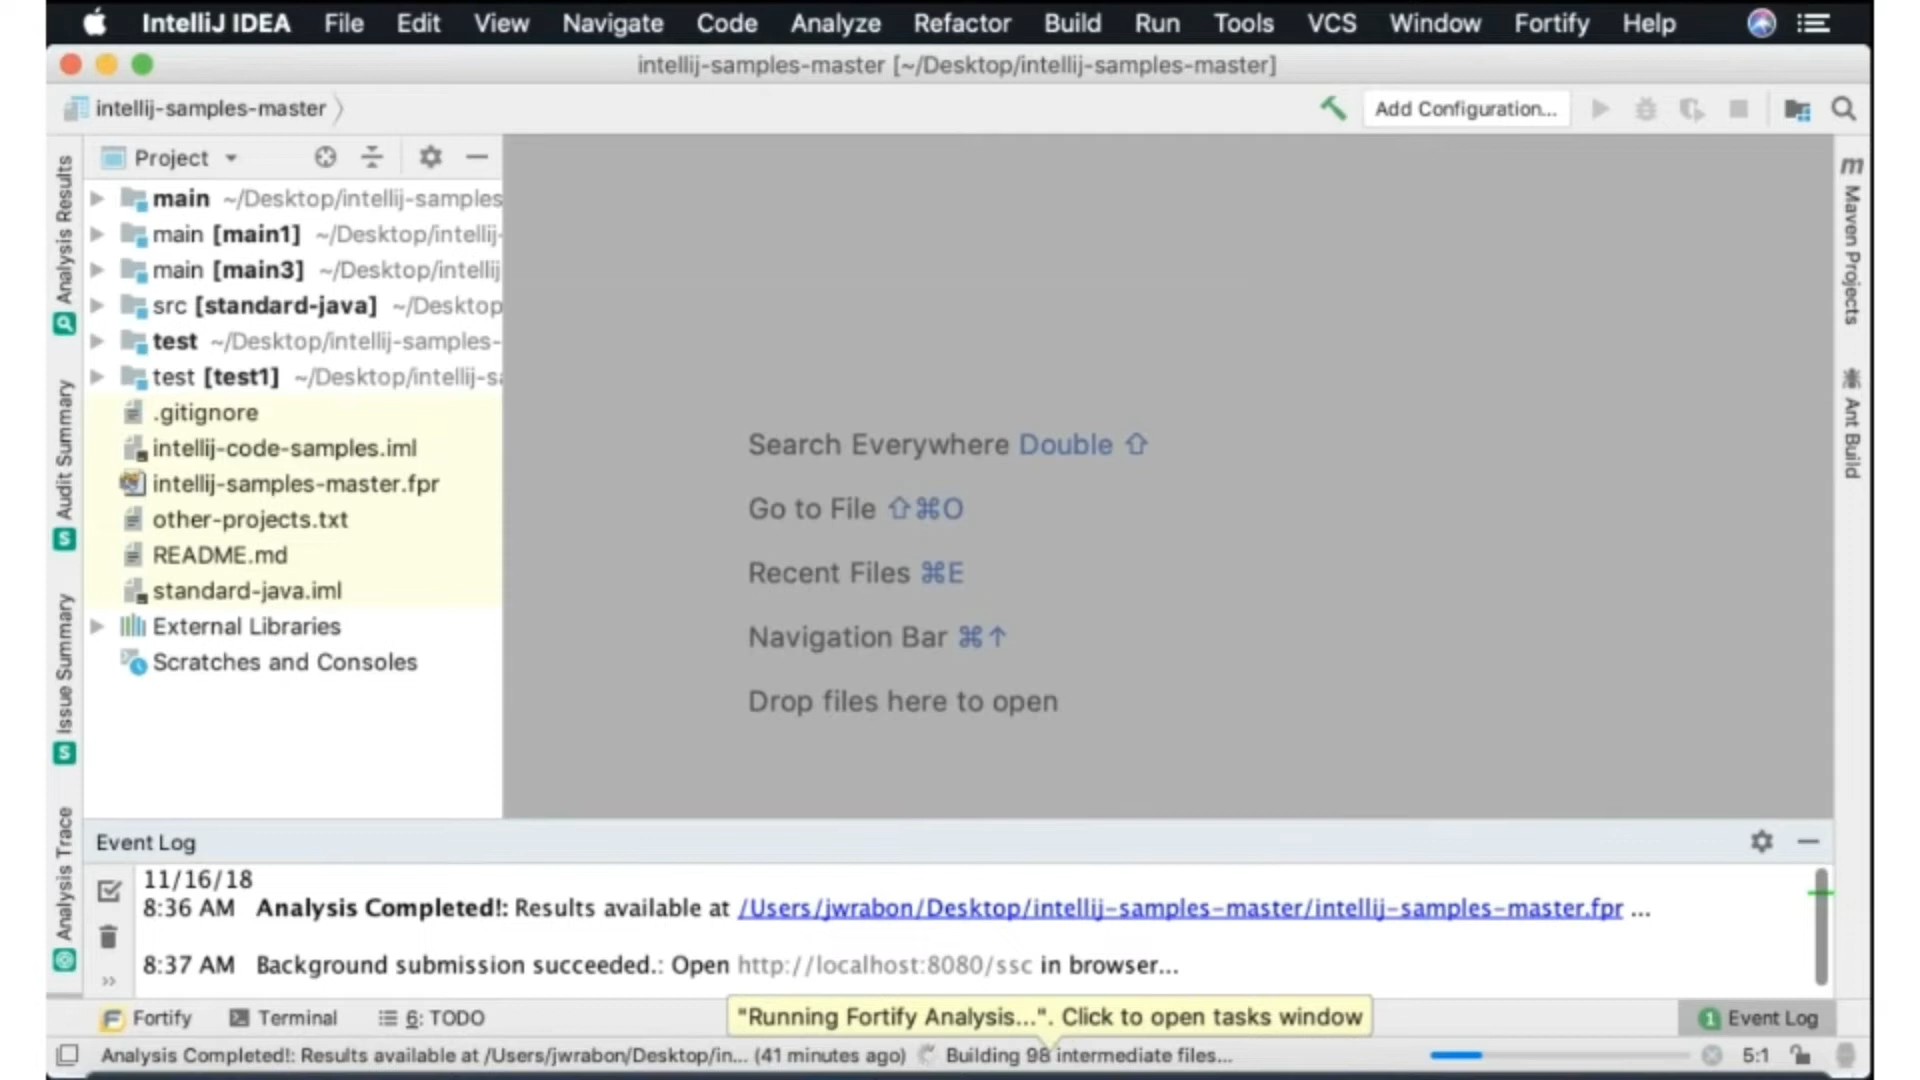 IntelliJ IDEA File Edit View Navigate Code Analyze Refactor Build Run Tools VCS Window Fortify Help
intellij-samples-master [~/Desktop/intellij-samples-master]
intellij-samples-master
Add Configuration...
Project
main ~/Desktop/intellij-samples
main [main1] ~/Desktop/intellij-
main [main3] ~/Desktop/intellij
src [standard-java] ~/Desktop
test ~/Desktop/intellij-samples-
test [test1] ~/Desktop/intellij-sa
.gitignore
intellij-code-samples.iml
intellij-samples-master.fpr
other-projects.txt
README.md
standard-java.iml
External Libraries
Scratches and Consoles
Analysis Results
Audit Summary
Issue Summary
Analysis Trace
Search Everywhere Double ⇧
Go to File ⇧⌘O
Recent Files ⌘E
Navigation Bar ⌘↑
Drop files here to open
m Maven Projects
Ant Build
Event Log
11/16/18
8:36 AM Analysis Completed!: Results available at /Users/jwrabon/Desktop/intellij-samples-master/intellij-samples-master.fpr ...
8:37 AM Background submission succeeded.: Open http://localhost:8080/ssc in browser...
Fortify Terminal 6: TODO
"Running Fortify Analysis...". Click to open tasks window
1 Event Log
Analysis Completed!: Results available at /Users/jwrabon/Desktop/in... (41 minutes ago) Building 98 intermediate files... 5:1